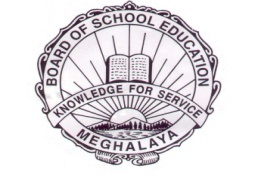 BOARD OF SCHOOL EDUCATION
KNOWLEDGE FOR SERVICE
MEGHALAYA